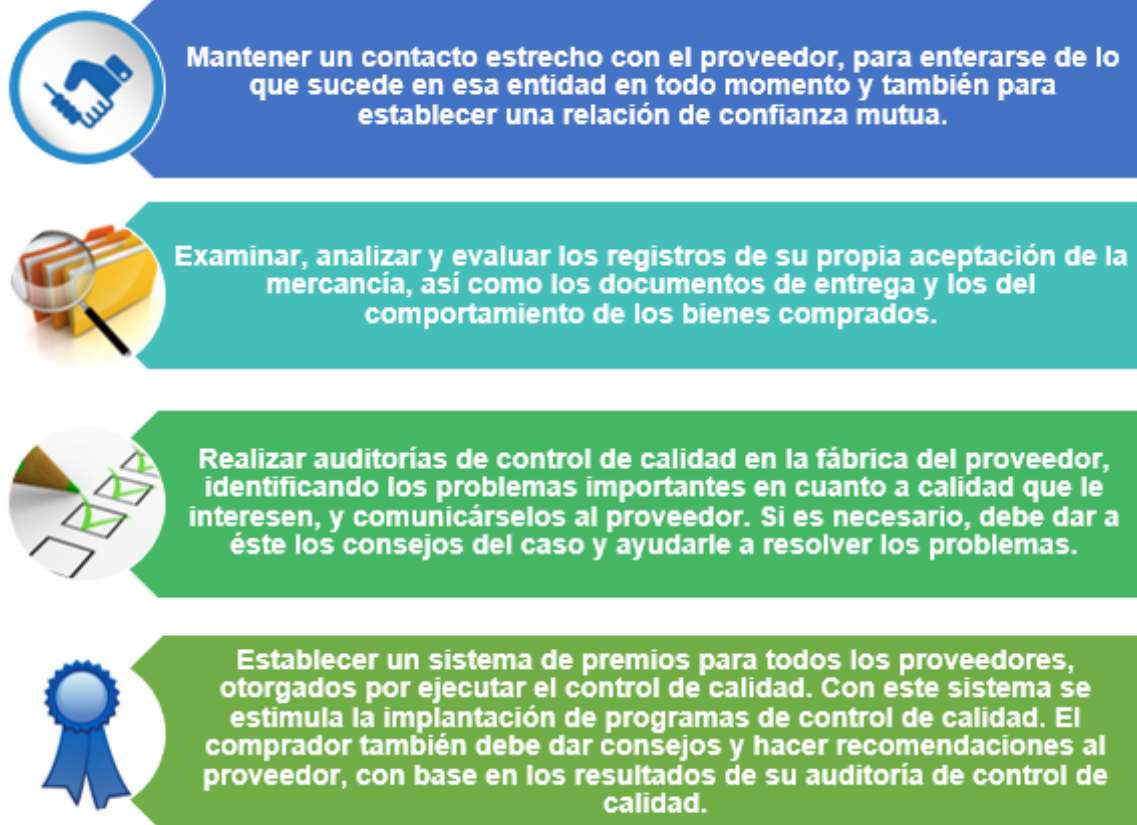 Mantener un contacto estrecho con el proveedor, para enterarse de lo
que sucede en esa entidad en todo momento y también para
establecer una relación de confianza mutua.
Examinar, analizar y evaluar los registros de su propia aceptación de la
mercancía, así como los documentos de entrega y los del
comportamiento de los bienes comprados.
Realizar auditorías de control de calidad en la fábrica del proveedor,
identificando los problemas importantes en cuanto a calidad que le
interesen, y comunicárselos al proveedor. Si es necesario, debe dar a
éste los consejos del caso y ayudarle a resolver los problemas.
Establecer un sistema de premios para todos los proveedores,
otorgados por ejecutar el control de calidad. Con este sistema se
estimula la implantación de programas de control de calidad. El
comprador también debe dar consejos y hacer recomendaciones al
proveedor, con base en los resultados de su auditoría de control de
calidad.